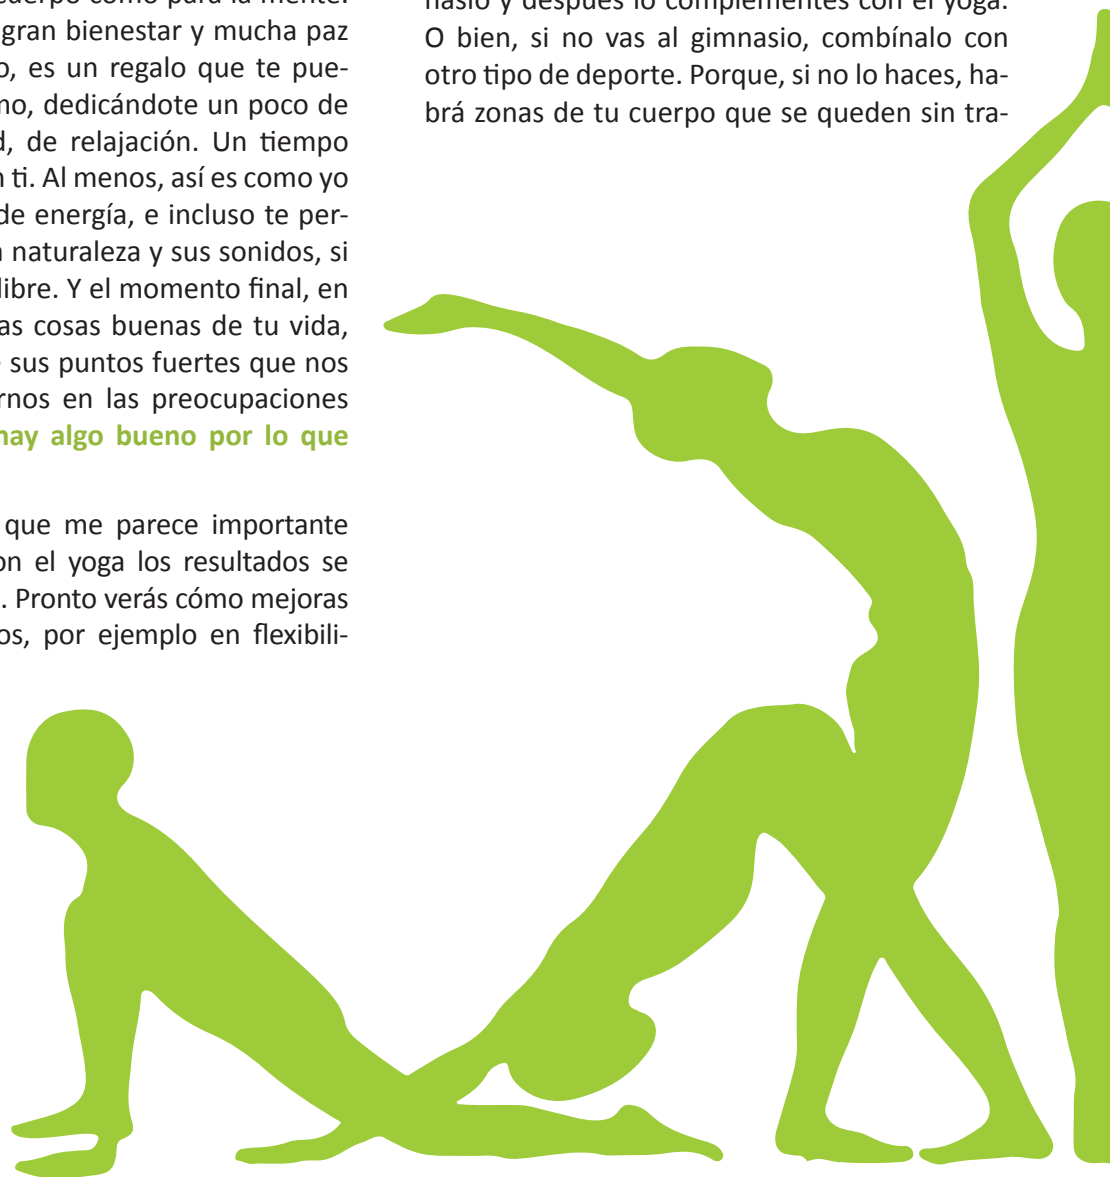 cuerpo como para la mente.
gran bienestar y mucha paz
o, es un regalo que te pue-
mo, dedicándote un poco de
d, de relajación. Un tiempo
n ti. Al menos, así es como yo
de energía, e incluso te per-
a naturaleza y sus sonidos, si
libre. Y el momento final, en
as cosas buenas de tu vida,
e sus puntos fuertes que nos
rnos en las preocupaciones
hay algo bueno por lo que
que me parece importante
on el yoga los resultados se
. Pronto verás cómo mejoras
os, por ejemplo en flexibili-
nasio y después lo complementes con el yoga.
O bien, si no vas al gimnasio, combínalo con
otro tipo de deporte. Porque, si no lo haces, ha-
brá zonas de tu cuerpo que se queden sin tra-